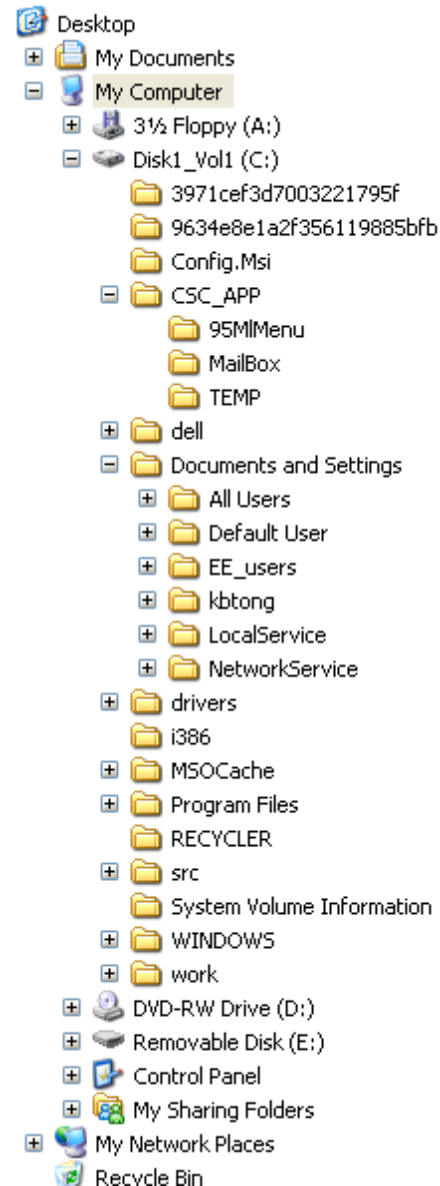 Desktop
My Documents
My Computer
3½ Floppy (A:)
Disk1_Vol1 (C:)
3971cef3d7003221795f
9634e8e1a2f356119885bfb
Config.Msi
CSC_APP
95MlMenu
MailBox
TEMP
dell
Documents and Settings
All Users
Default User
EE_users
kbtong
LocalService
NetworkService
drivers
i386
MSOCache
Program Files
RECYCLER
src
System Volume Information
WINDOWS
work
DVD-RW Drive (D:)
Removable Disk (E:)
Control Panel
My Sharing Folders
My Network Places
Recycle Bin